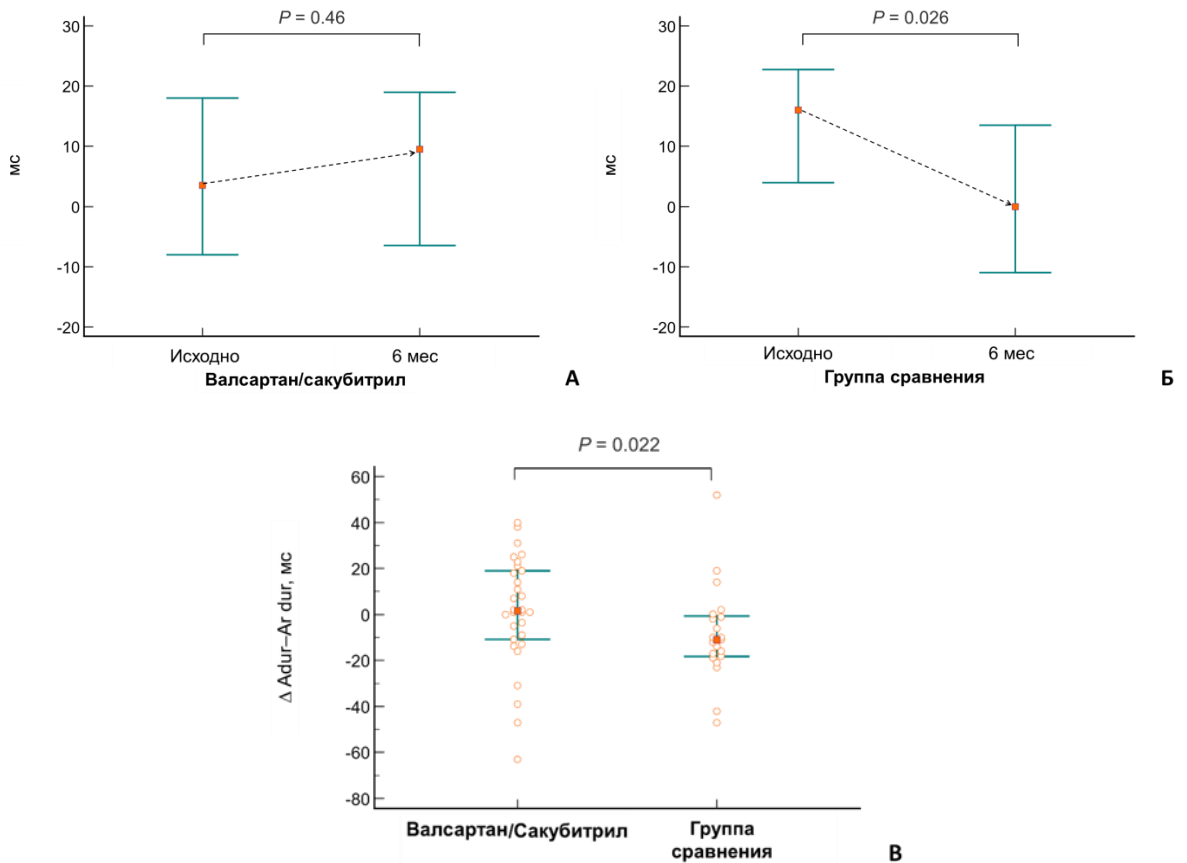 P = 0.46
30
20
10
0
-10
-20
мс
Исходно
6 мес
Валсартан/сакубитрил
А
P = 0.026
30
20
10
0
-10
-20
мс
Исходно
6 мес
Группа сравнения
Б
P = 0.022
60
40
20
0
-20
-40
-60
-80
Δ Adur–Ar dur, мс
Валсартан/Сакубитрил
Группа
сравнения
В